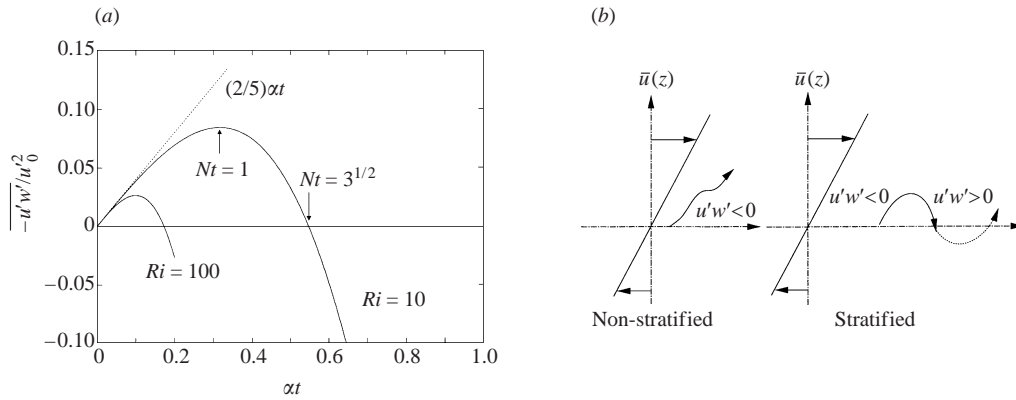 (a)
0.15
0.10
0.05
0
−0.05
−0.10
−u′w′/u′₀²
(2/5)αt
Nt = 1
Nt = 3^{1/2}
Ri = 100
Ri = 10
0 0.2 0.4 0.6 0.8 1.0
αt
(b)
ū(z)
u′w′<0
Non-stratified
ū(z)
u′w′<0 u′w′>0
Stratified